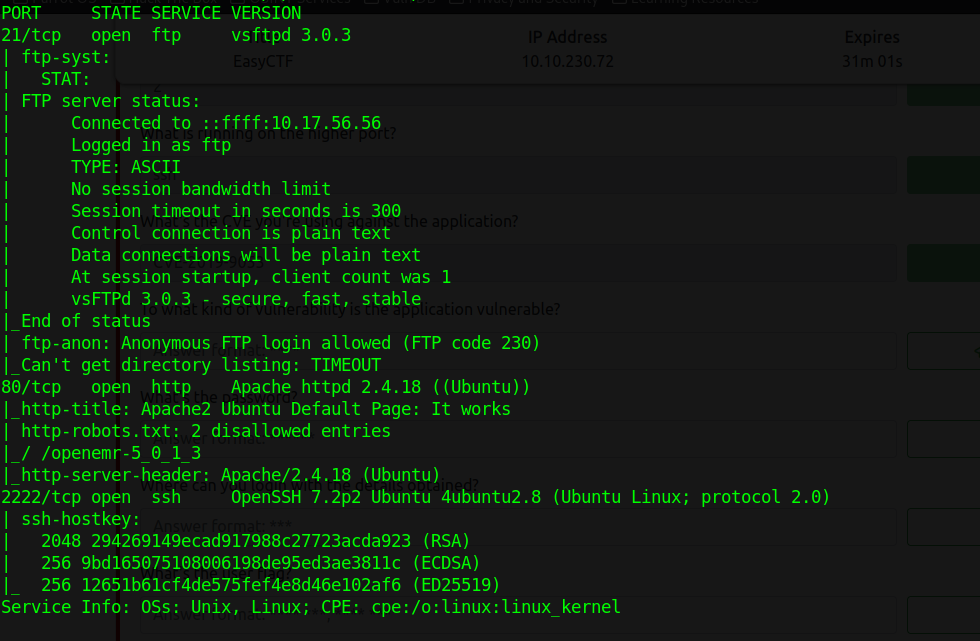 PORT     STATE SERVICE VERSION
21/tcp   open  ftp     vsftpd 3.0.3
| ftp-syst:
|   STAT:
| FTP server status:
|      Connected to ::ffff:10.17.56.56
|      Logged in as ftp
|      TYPE: ASCII
|      No session bandwidth limit
|      Session timeout in seconds is 300
|      Control connection is plain text
|      Data connections will be plain text
|      At session startup, client count was 1
|      vsFTPd 3.0.3 - secure, fast, stable
|_End of status
| ftp-anon: Anonymous FTP login allowed (FTP code 230)
|_Can't get directory listing: TIMEOUT
80/tcp   open  http    Apache httpd 2.4.18 ((Ubuntu))
|_http-title: Apache2 Ubuntu Default Page: It works
| http-robots.txt: 2 disallowed entries
|_/ /openemr-5_0_1_3
|_http-server-header: Apache/2.4.18 (Ubuntu)
2222/tcp open  ssh     OpenSSH 7.2p2 Ubuntu 4ubuntu2.8 (Ubuntu Linux; protocol 2.0)
| ssh-hostkey:
|   2048 294269149ecad917988c27723acda923 (RSA)
|   256 9bd165075108006198de95ed3ae3811c (ECDSA)
|_  256 12651b61cf4de575fef4e8d46e102af6 (ED25519)
Service Info: OSs: Unix, Linux; CPE: cpe:/o:linux:linux_kernel
IP Address
Expires
EasyCTF
10.10.230.72
31m 01s
What is running on the higher port?
What's the CVE you're using against the application?
To what kind of vulnerability is the application vulnerable?
What's the password?
Where can you login with the details obtained?
Answer format: ***